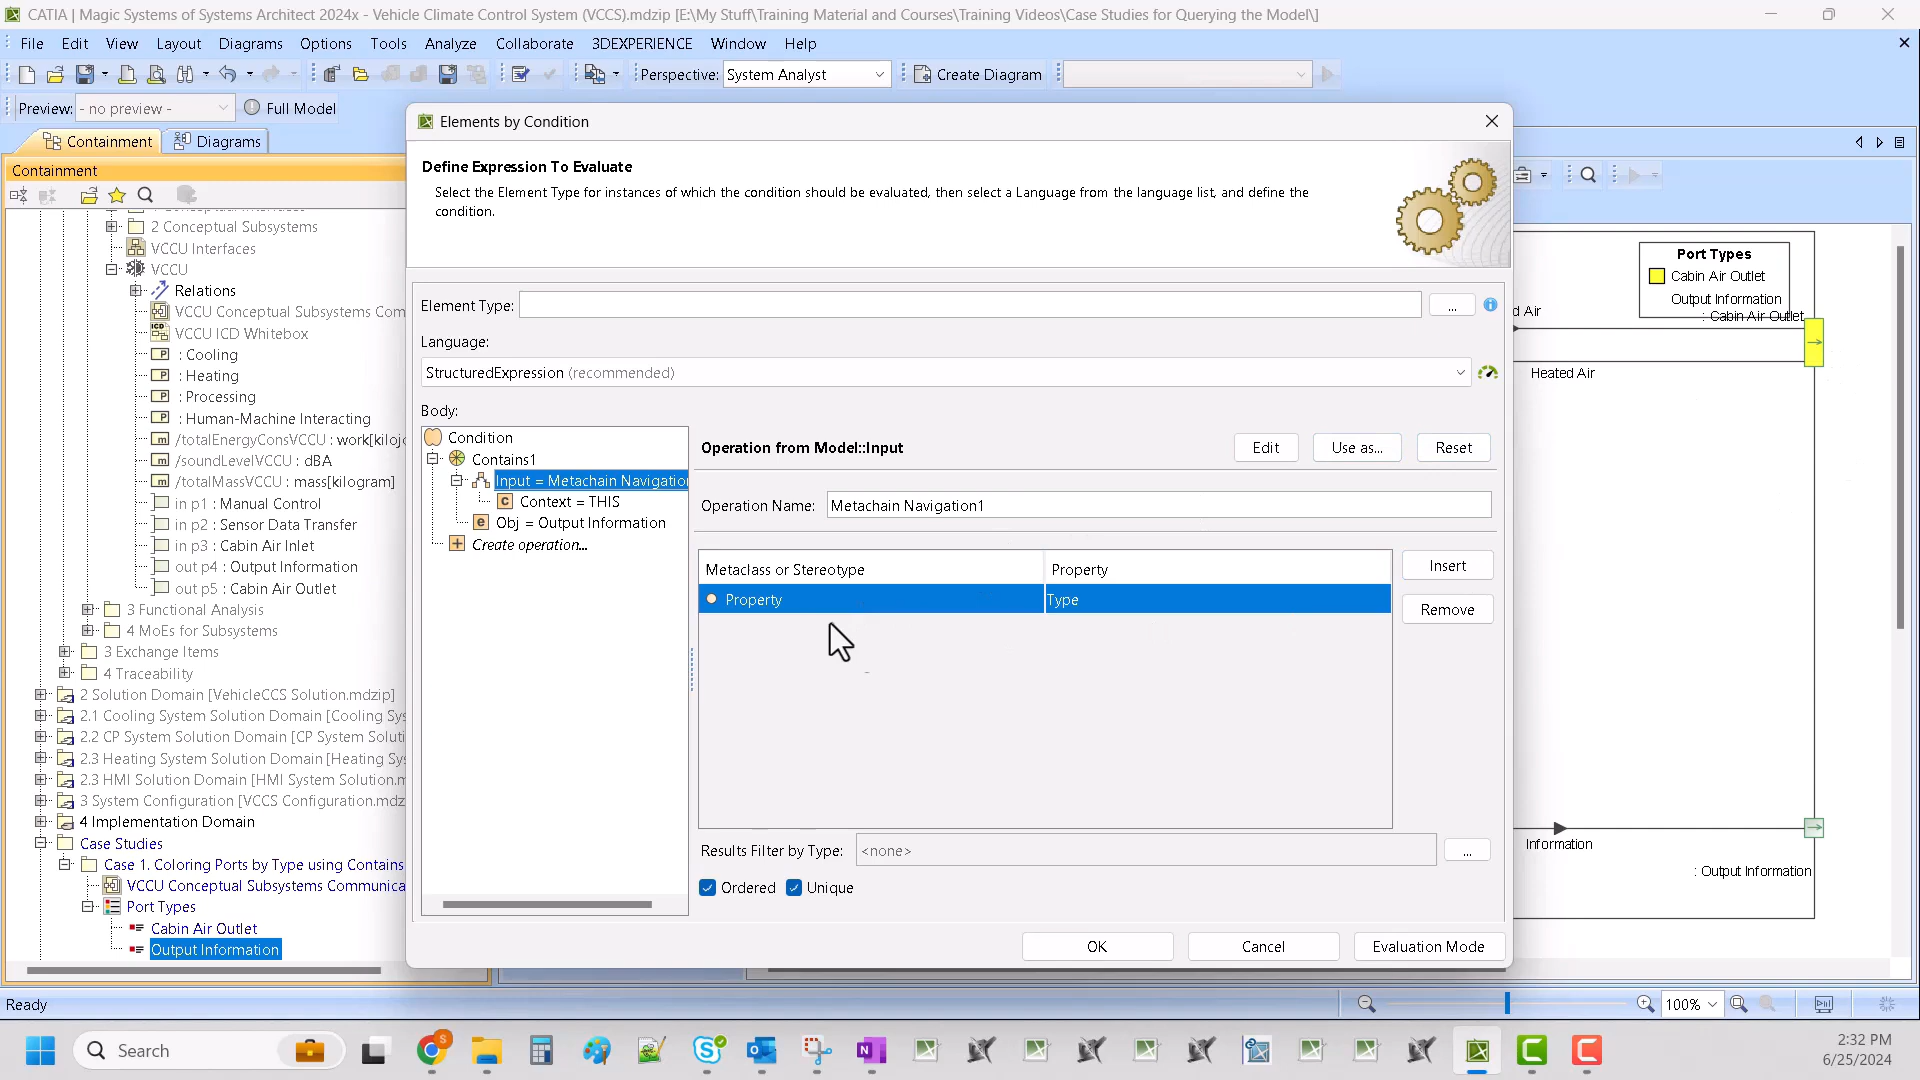 CATIA | Magic Systems of Systems Architect 2024x - Vehicle Climate Control System (VCCS).mdzip [E:\My Stuff\Training Material and Courses\Training Videos\Case Studies for Querying the Model\]
File Edit View Layout Diagrams Options Tools Analyze Collaborate 3DEXPERIENCE Window Help
Perspective: System Analyst Create Diagram
Preview: - no preview - Full Model
Containment Diagrams
Containment
2 Conceptual Subsystems
VCCU Interfaces
VCCU
Relations
VCCU Conceptual Subsystems Com
VCCU ICD Whitebox
: Cooling
: Heating
: Processing
: Human-Machine Interacting
/totalEnergyConsVCCU : work[kilojo
/soundLevelVCCU : dBA
/totalMassVCCU : mass[kilogram]
in p1 : Manual Control
in p2 : Sensor Data Transfer
in p3 : Cabin Air Inlet
out p4 : Output Information
out p5 : Cabin Air Outlet
3 Functional Analysis
4 MoEs for Subsystems
3 Exchange Items
4 Traceability
2 Solution Domain [VehicleCCS Solution.mdzip]
2.1 Cooling System Solution Domain [Cooling Sys
2.2 CP System Solution Domain [CP System Soluti
2.3 Heating System Solution Domain [Heating Sys
2.3 HMI Solution Domain [HMI System Solution.m
3 System Configuration [VCCS Configuration.mdz
4 Implementation Domain
Case Studies
Case 1. Coloring Ports by Type using Contains
VCCU Conceptual Subsystems Communica
Port Types
Cabin Air Outlet
Output Information
Elements by Condition
Define Expression To Evaluate
Select the Element Type for instances of which the condition should be evaluated, then select a Language from the language list, and define the
condition.
Element Type: ...
Language:
StructuredExpression (recommended)
Body:
Condition
Contains1
Input = Metachain Navigation
Context = THIS
Obj = Output Information
Create operation...
Operation from Model::Input Edit Use as... Reset
Operation Name: Metachain Navigation1
Metaclass or Stereotype Property
Property Type
Insert
Remove
Results Filter by Type: <none> ...
Ordered Unique
OK Cancel Evaluation Mode
Port Types
Cabin Air Outlet
Output Information
d Air
: Cabin Air Outlet
Heated Air
Information
: Output Information
Ready
100%
Search
2:32 PM
6/25/2024